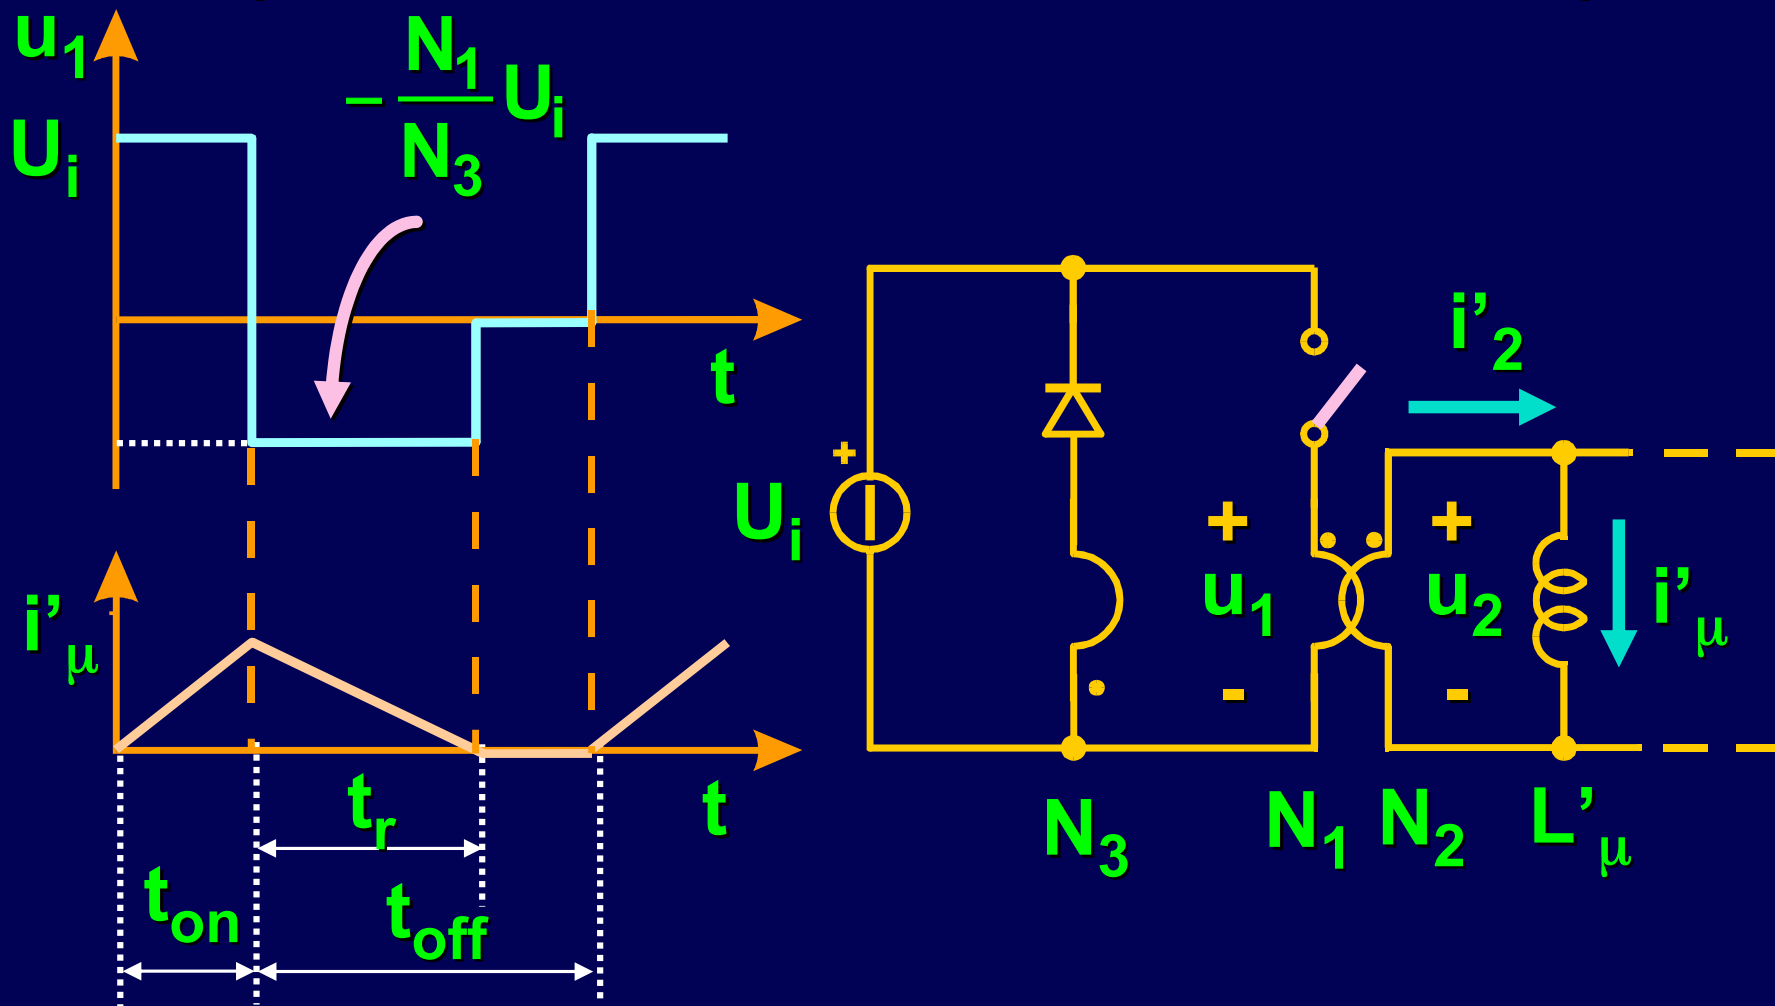 u1
Ui
− N1/N3 Ui
t
i’μ
t
tr
ton
toff
+
Ui
i’2
+
u1
-
+
u2
-
i’μ
N3
N1
N2
L’μ